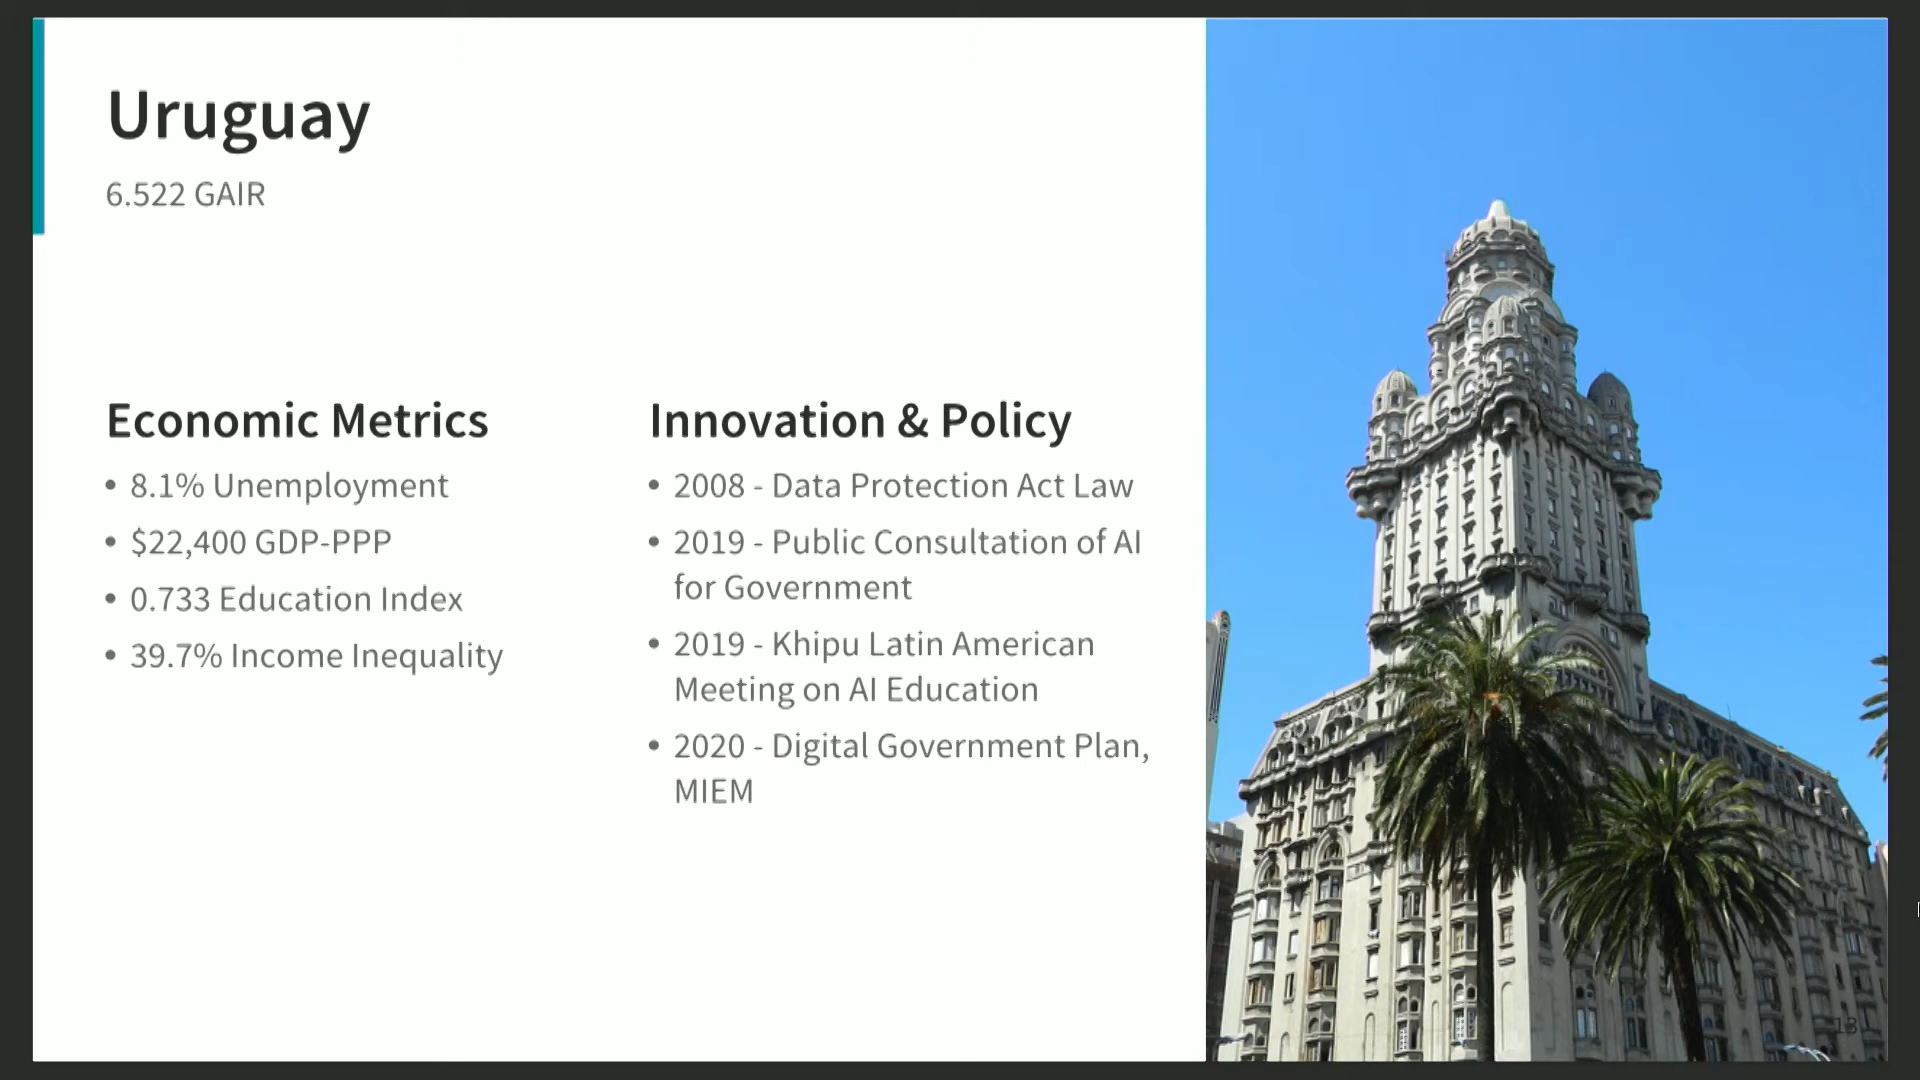 Uruguay
6.522 GAIR
Economic Metrics
• 8.1% Unemployment
• $22,400 GDP-PPP
• 0.733 Education Index
• 39.7% Income Inequality
Innovation & Policy
• 2008 - Data Protection Act Law
• 2019 - Public Consultation of AI
for Government
• 2019 - Khipu Latin American
Meeting on AI Education
• 2020 - Digital Government Plan,
MIEM
13